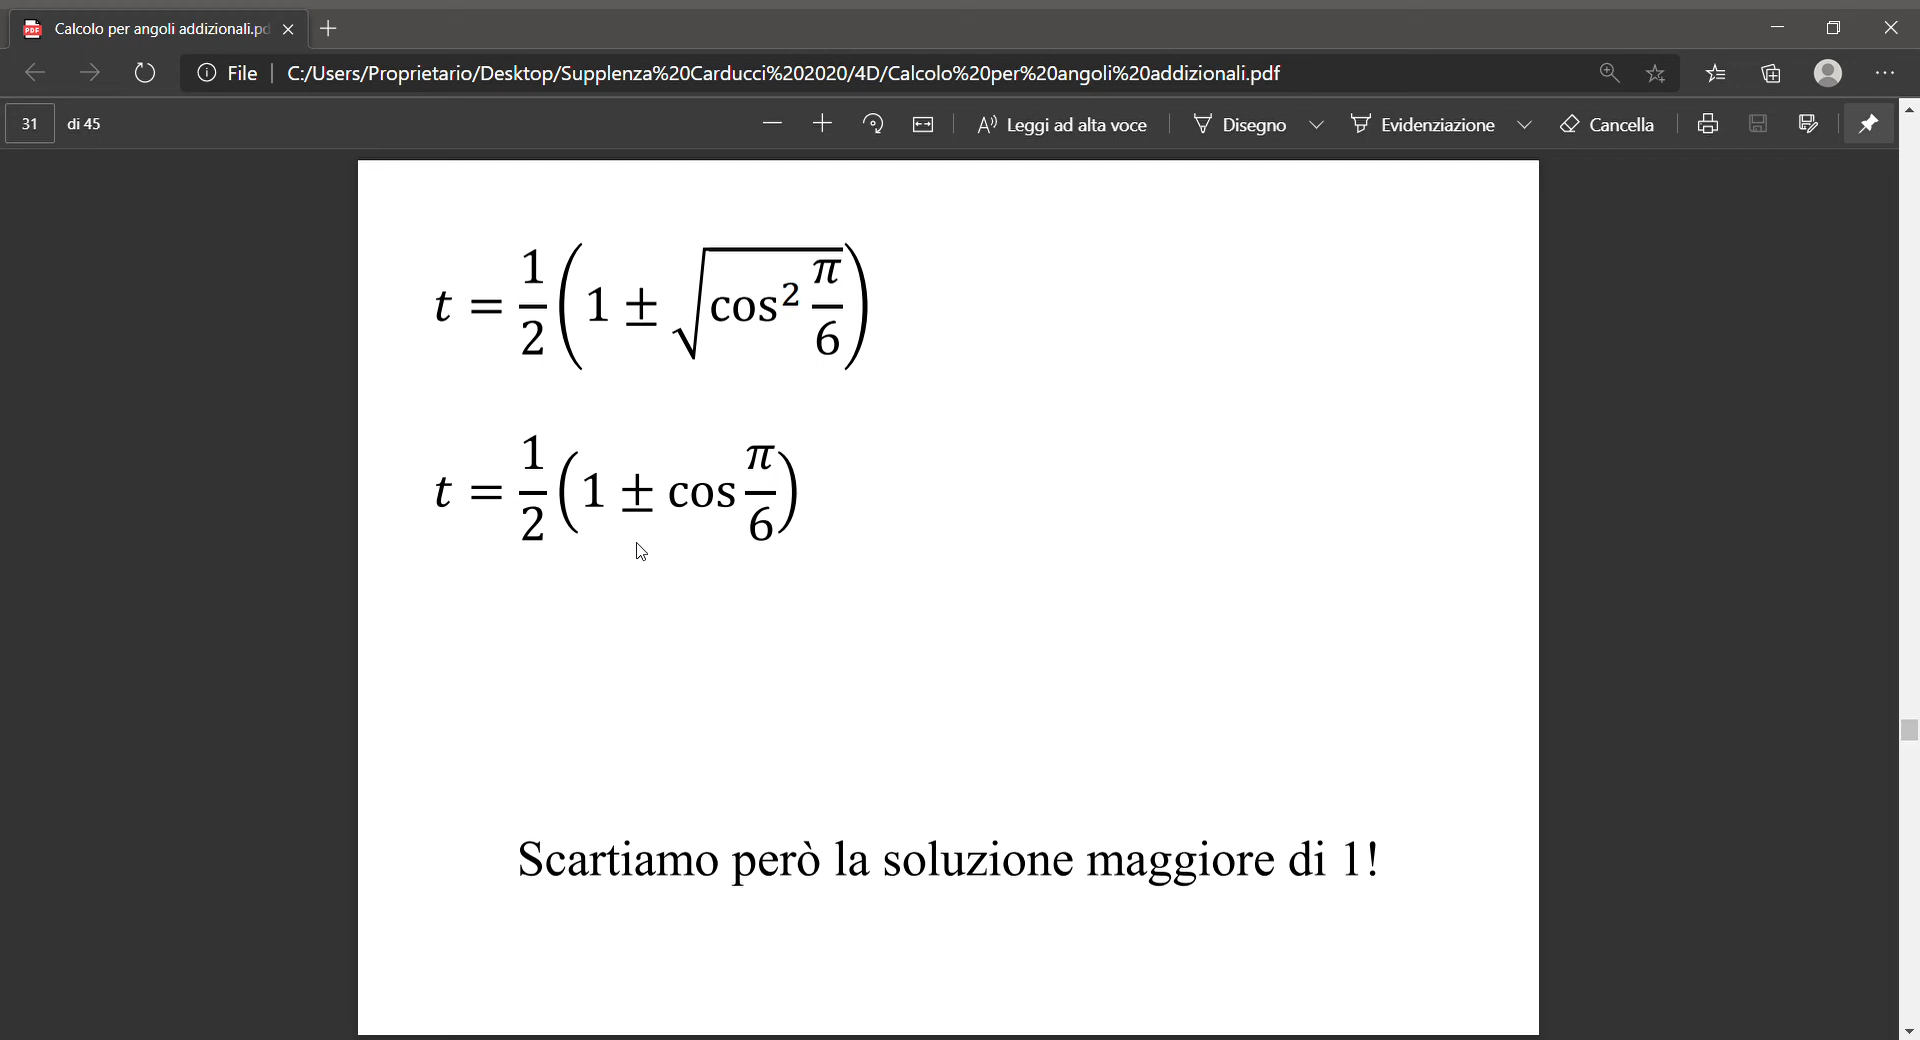 Calcolo per angoli addizionali.pd
File
C:/Users/Proprietario/Desktop/Supplenza%20Carducci%202020/4D/Calcolo%20per%20angoli%20addizionali.pdf
31 di 45
Leggi ad alta voce
Disegno
Evidenziazione
Cancella
t = 1/2 (1 ± √(cos² π/6))
t = 1/2 (1 ± cos π/6)
Scartiamo però la soluzione maggiore di 1!